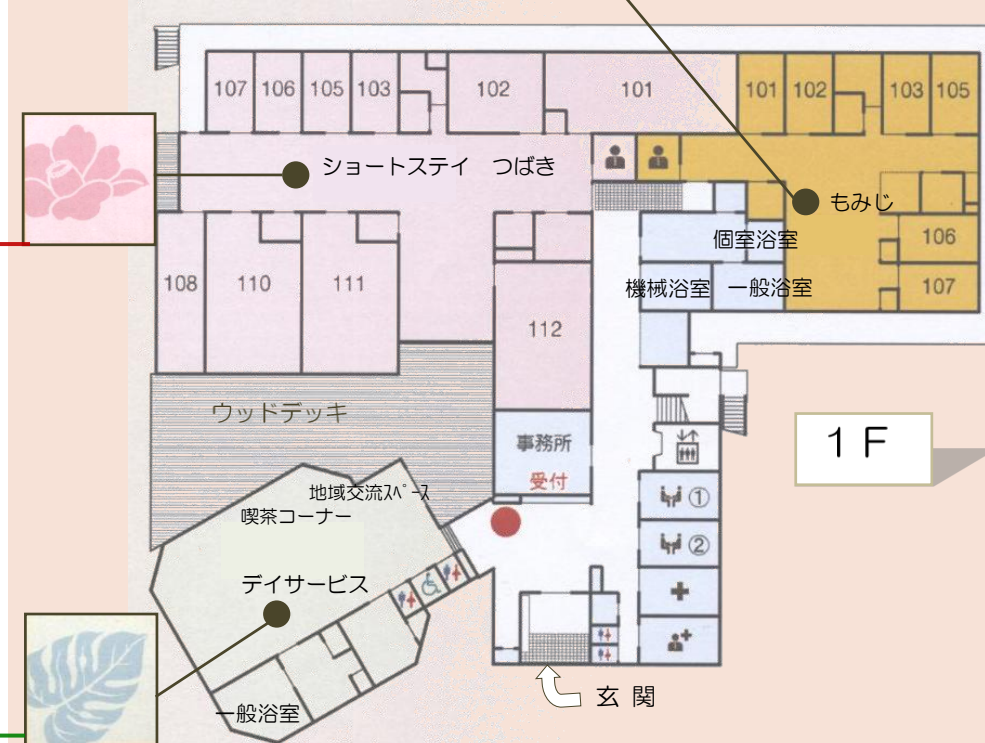 107 106 105 103 102 101 101 102 103 105
ショートステイ つばき
もみじ
個室浴室
106
機械浴室 一般浴室
107
108 110 111
112
ウッドデッキ
事務所
受付
1F
地域交流スペース
喫茶コーナー
①
②
デイサービス
一般浴室
玄関